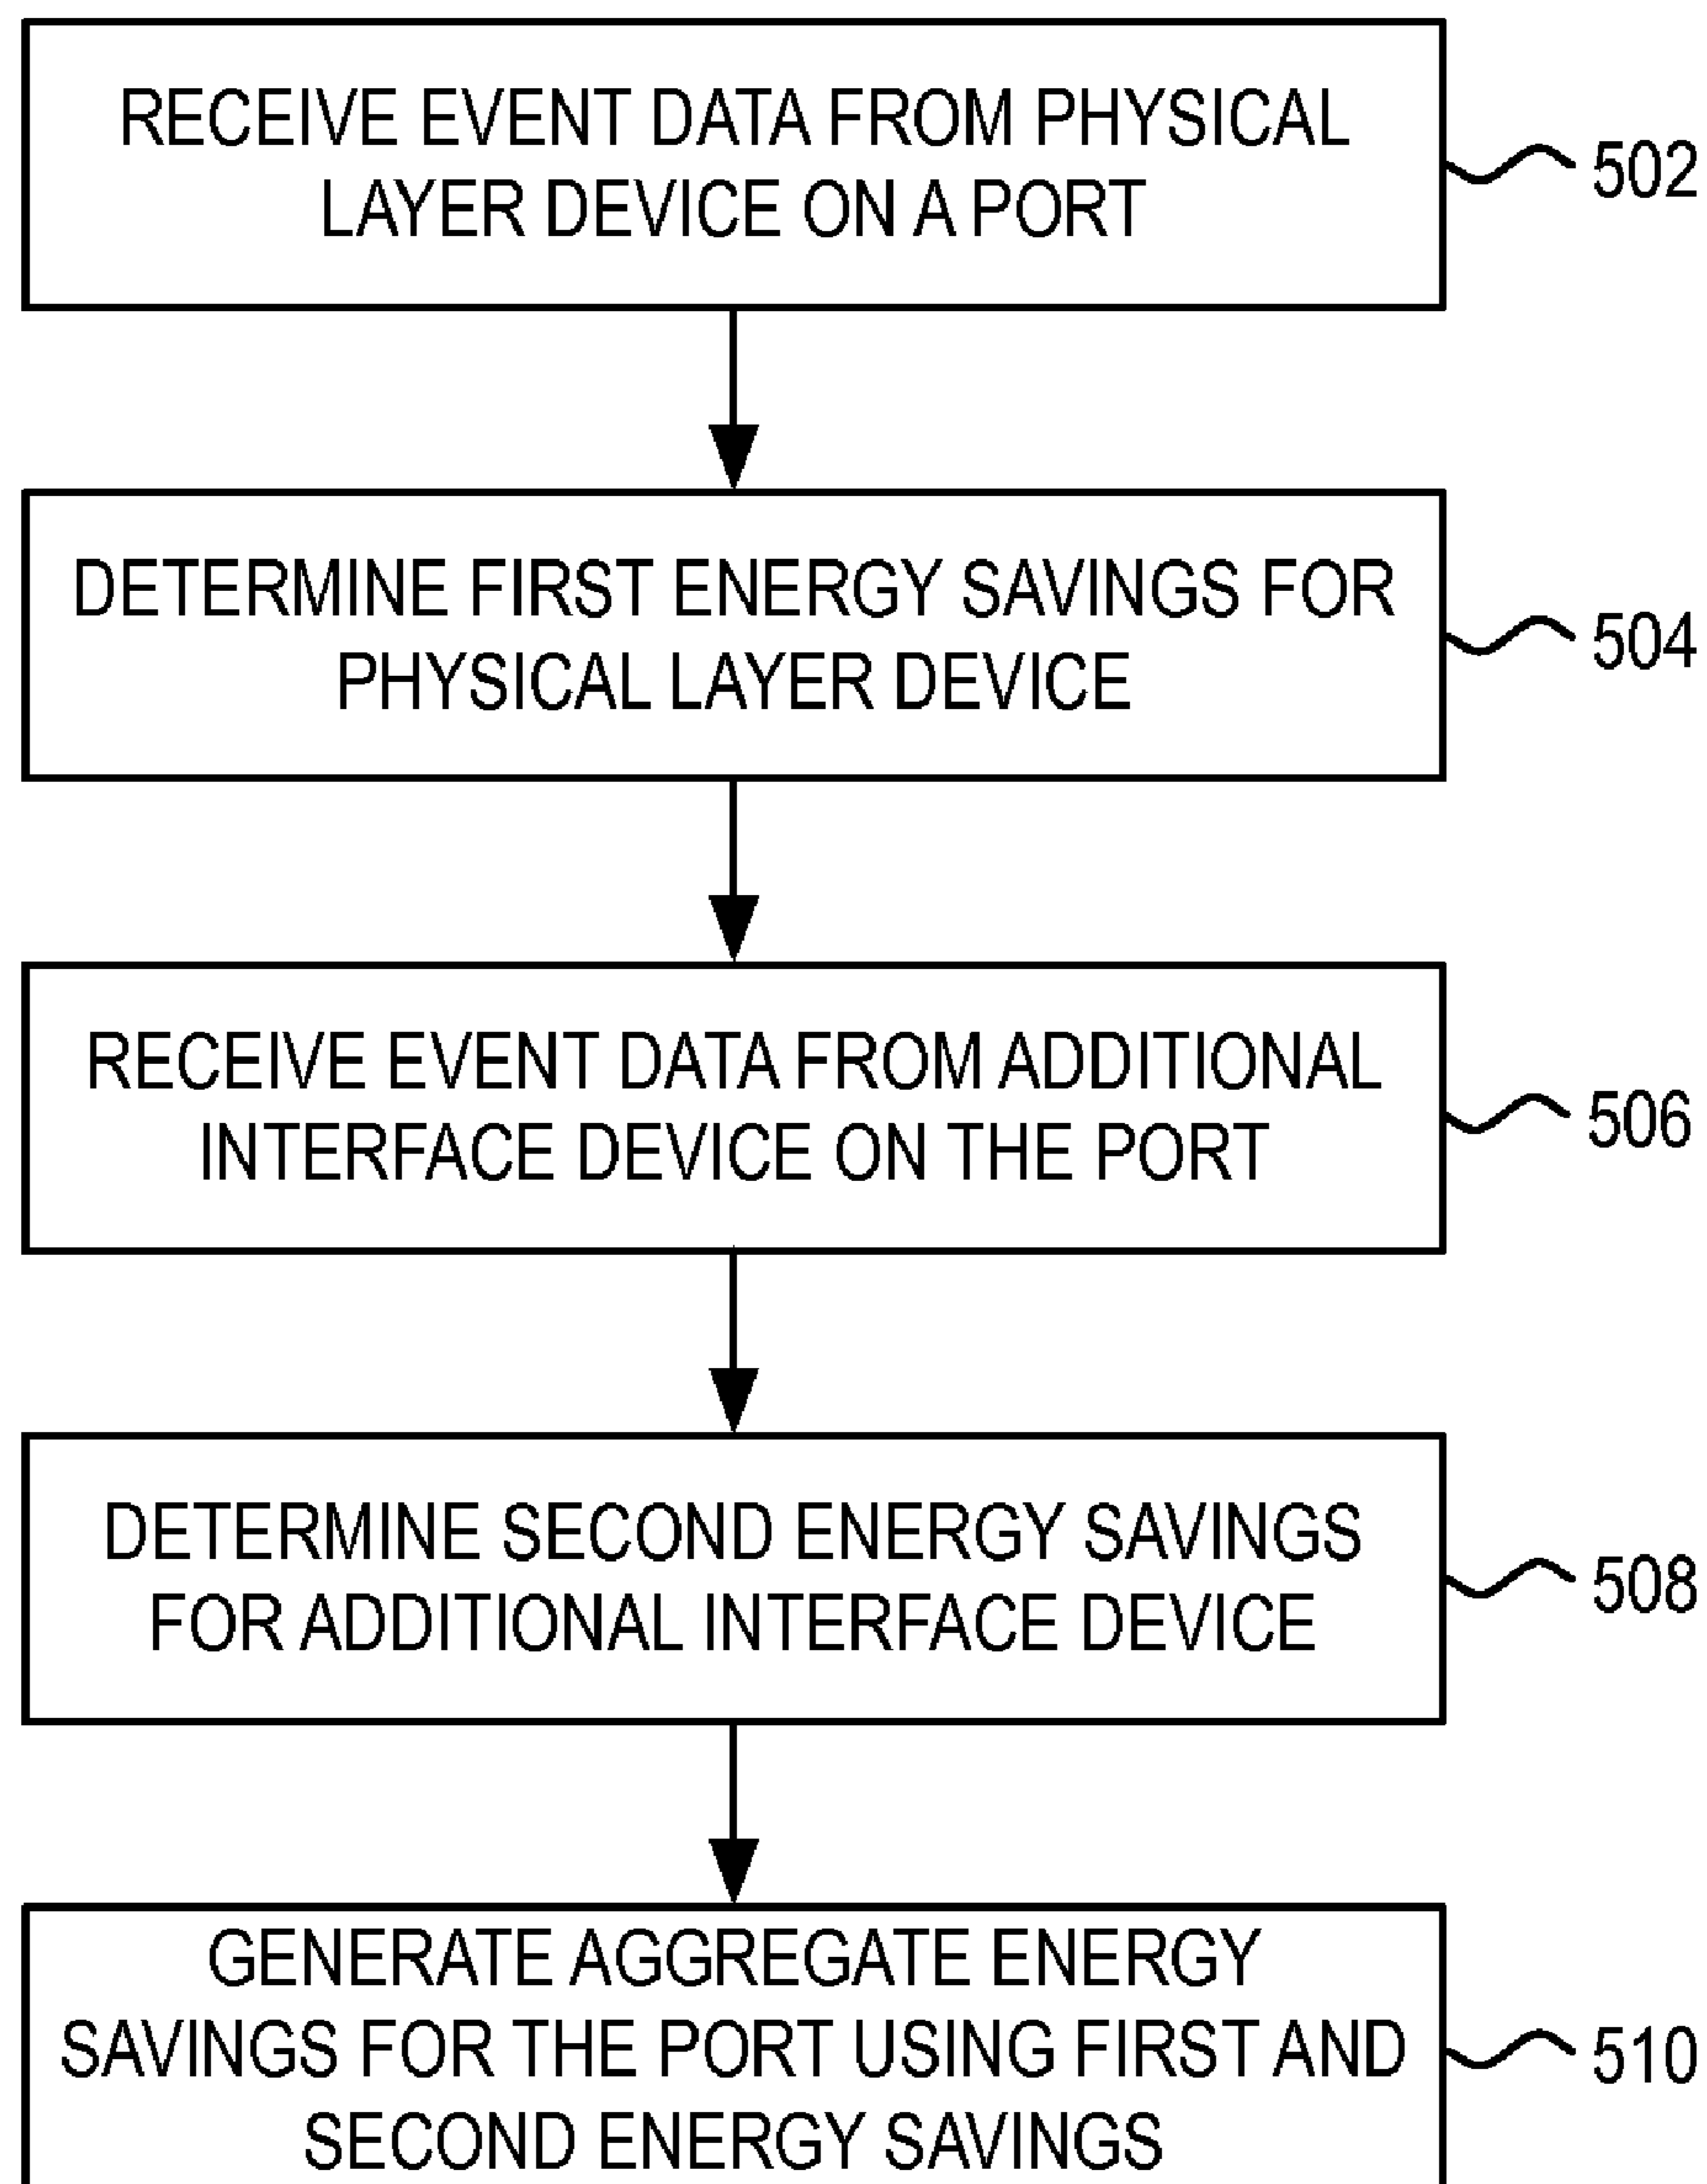 RECEIVE EVENT DATA FROM PHYSICAL
LAYER DEVICE ON A PORT
502
DETERMINE FIRST ENERGY SAVINGS FOR
PHYSICAL LAYER DEVICE
504
RECEIVE EVENT DATA FROM ADDITIONAL
INTERFACE DEVICE ON THE PORT
506
DETERMINE SECOND ENERGY SAVINGS
FOR ADDITIONAL INTERFACE DEVICE
508
GENERATE AGGREGATE ENERGY
SAVINGS FOR THE PORT USING FIRST AND
SECOND ENERGY SAVINGS
510